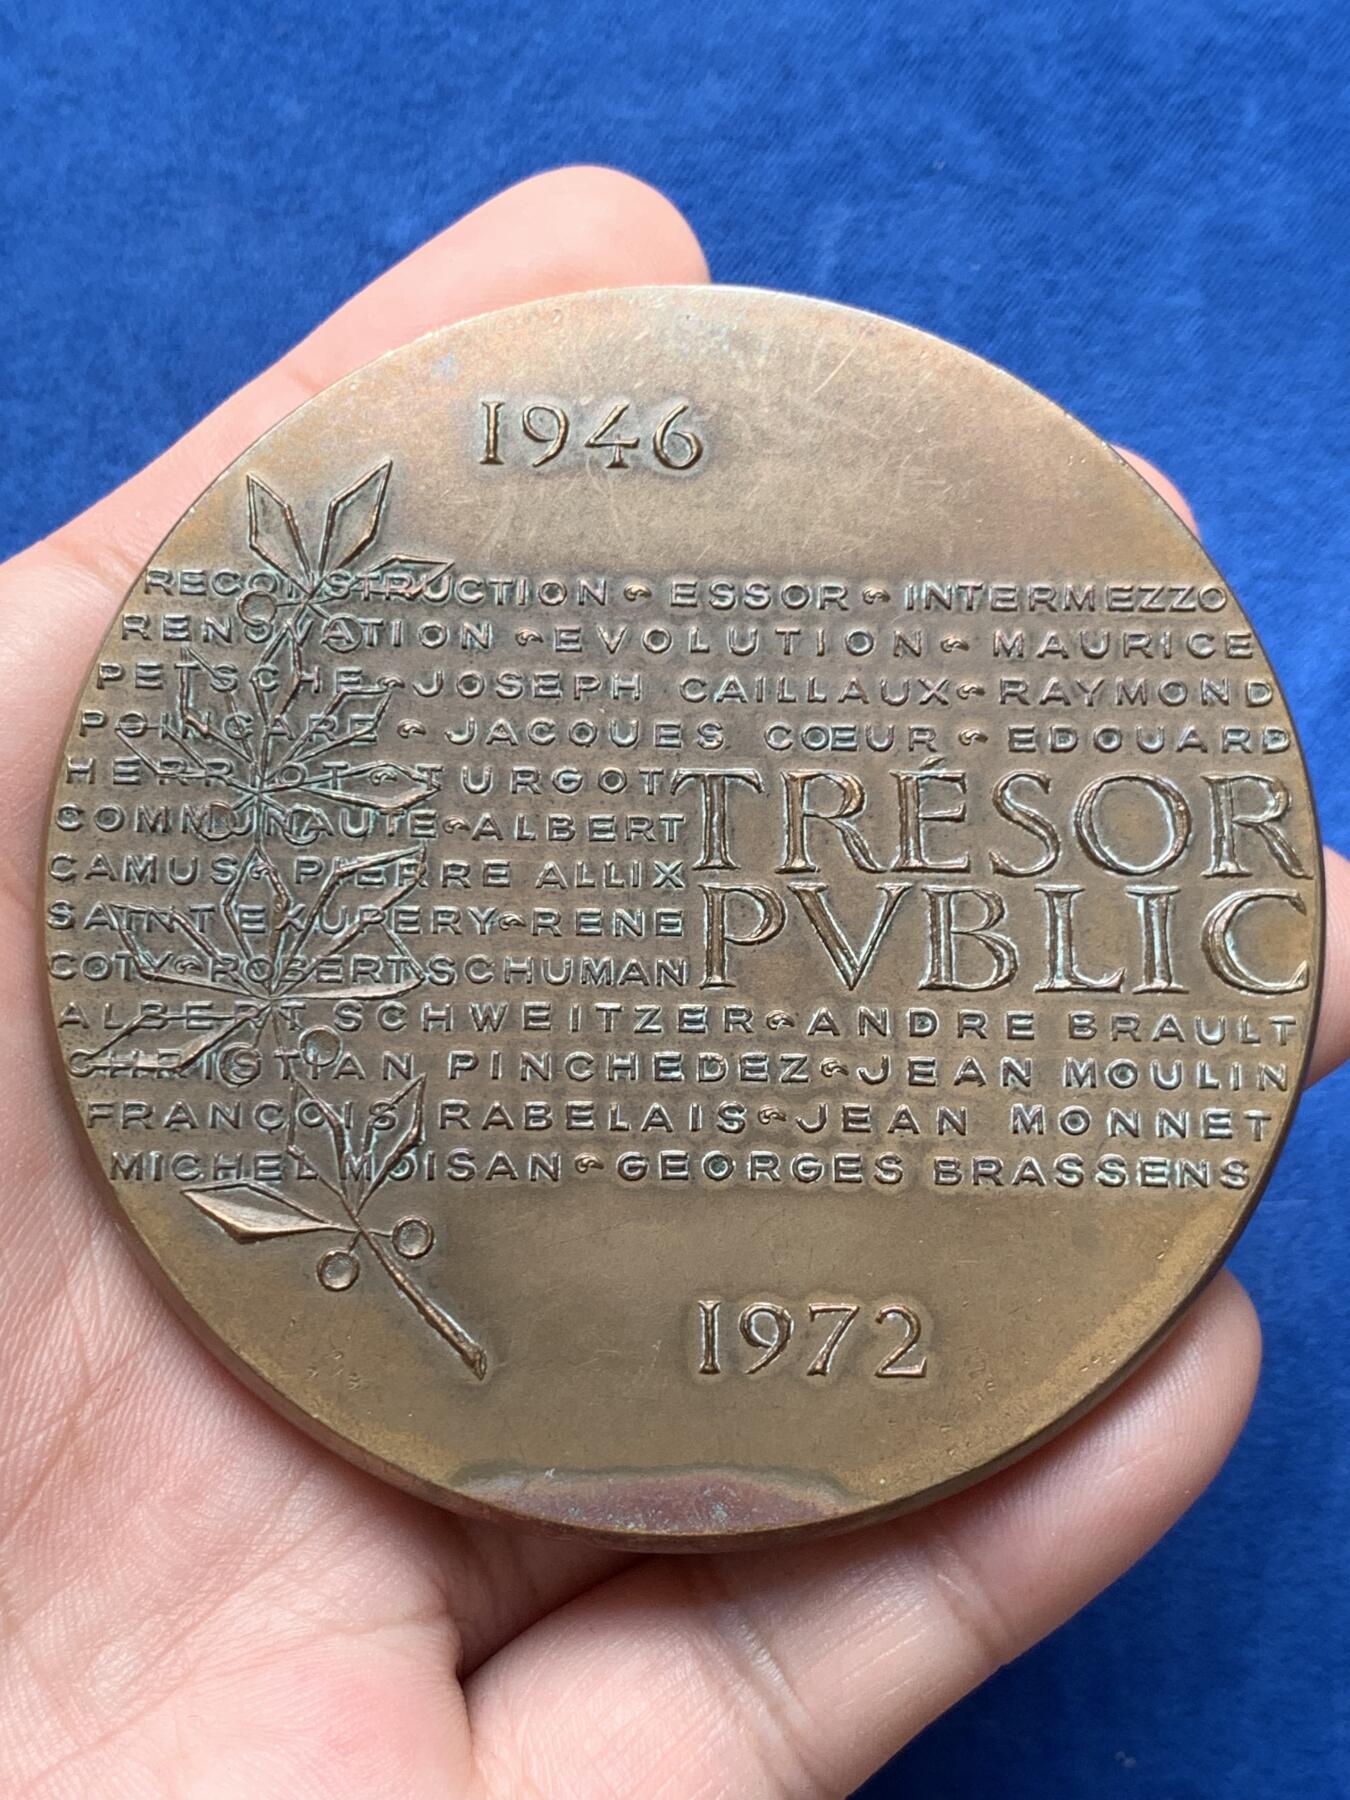 1946
RECONSTRUCTION ESSOR INTERMEZZO
RENOVATION EVOLUTION MAURICE
PETSCHE JOSEPH CAILLAUX RAYMOND
POINCARE JACQUES CŒUR EDOUARD
HERRIOT TURGOT
COMMUNAUTE ALBERT
CAMUS PIERRE ALLIX
SAINT EXUPERY RENE
COTY ROBERT SCHUMAN
TRÉSOR
PVBLIC
ALBERT SCHWEITZER ANDRE BRAULT
CHRISTIAN PINCHEDEZ JEAN MOULIN
FRANÇOIS RABELAIS JEAN MONNET
MICHEL MOISAN GEORGES BRASSENS
1972